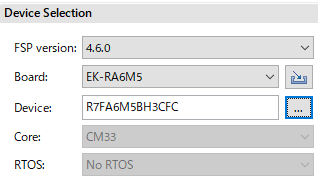 Device Selection
FSP version: 4.6.0
Board: EK-RA6M5
Device: R7FA6M5BH3CFC ...
Core: CM33
RTOS: No RTOS